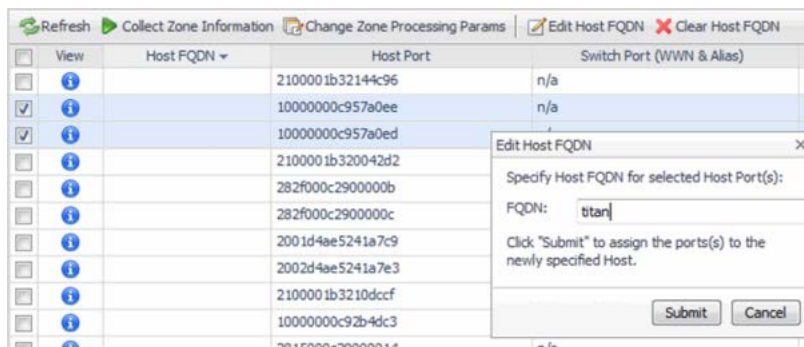 Refresh Collect Zone Information Change Zone Processing Params Edit Host FQDN Clear Host FQDN
View Host FQDN Host Port Switch Port (WWN & Alias)
2100001b32144c96 n/a
10000000c957a0ee n/a
10000000c957a0ed
Edit Host FQDN
2100001b320042d2
Specify Host FQDN for selected Host Port(s):
282f000c2900000b
FQDN: titan
282f000c2900000c
2001d4ae5241a7c9
Click "Submit" to assign the ports(s) to the
newly specified Host.
2002d4ae5241a7e3
2100001b3210dccf
Submit Cancel
10000000c92b4dc3